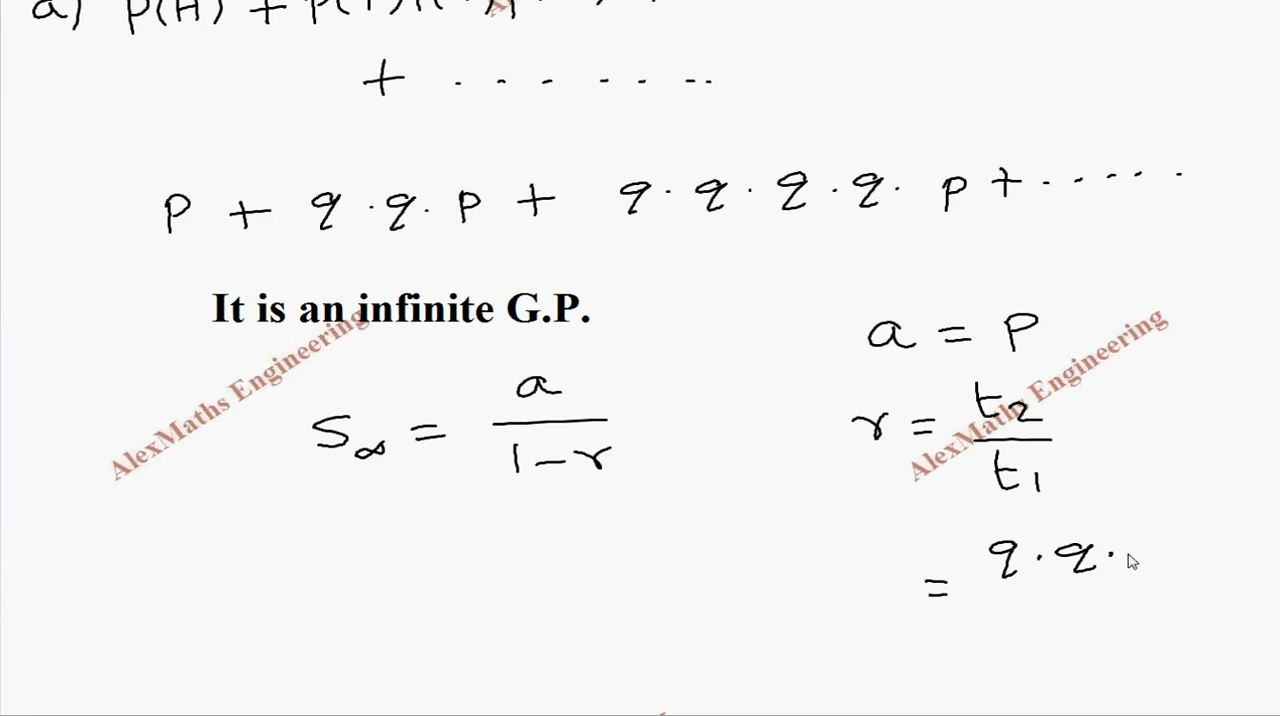 a) P(A) +
+ . . . . . . . .
P + q . q . p + q . q . q . q . p + . . . . . .
It is an infinite G.P.
a = P
S∞ = a / 1 - r
r = t2 / t1
= q . q .
AlexMaths Engineering
AlexMaths Engineering